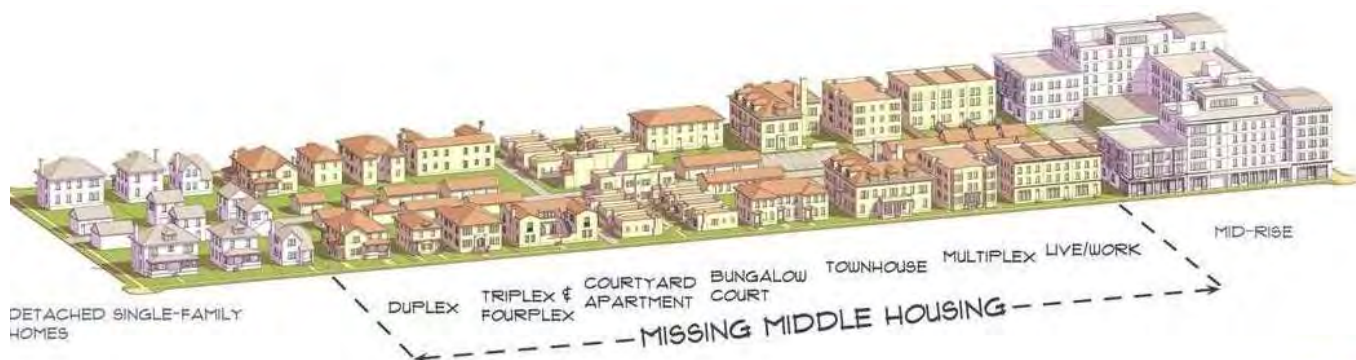 DETACHED SINGLE-FAMILY
HOMES
DUPLEX
TRIPLEX &
FOURPLEX
COURTYARD
APARTMENT
BUNGALOW
COURT
TOWNHOUSE
MULTIPLEX
LIVE/WORK
MID-RISE
MISSING MIDDLE HOUSING